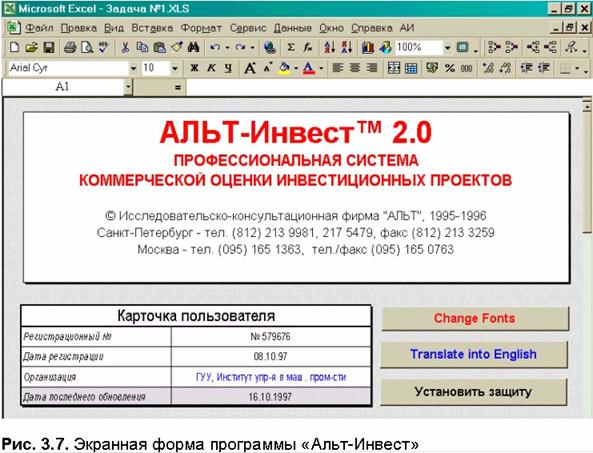 Microsoft Excel - Задача №1.XLS
Файл Правка Вид Вставка Формат Сервис Данные Окно Справка АИ
100%
Arial Cyr 10 Ж К Ч
A1 =
АЛЬТ-Инвест™ 2.0
ПРОФЕССИОНАЛЬНАЯ СИСТЕМА
КОММЕРЧЕСКОЙ ОЦЕНКИ ИНВЕСТИЦИОННЫХ ПРОЕКТОВ
© Исследовательско-консультационная фирма "АЛЬТ", 1995-1996
Санкт-Петербург - тел. (812) 213 9981, 217 5479, факс (812) 213 3259
Москва - тел. (095) 165 1363, тел./факс (095) 165 0763
Карточка пользователя
Регистрационный № № 579676
Дата регистрации 08.10.97
Организация ГУУ, Институт упр-я в маш. пром-сти
Дата последнего обновления 16.10.1997
Change Fonts
Translate into English
Установить защиту
Рис. 3.7. Экранная форма программы «Альт-Инвест»